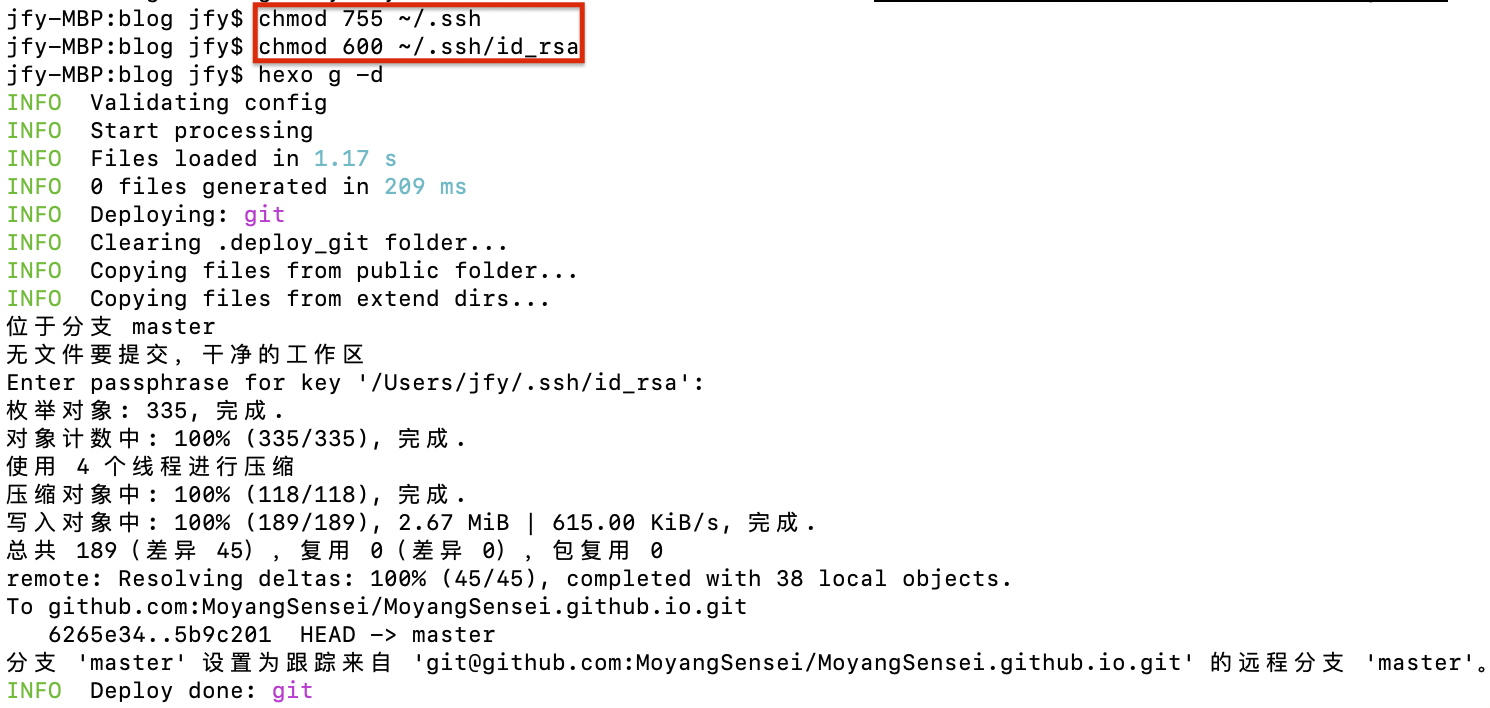 jfy-MBP:blog jfy$ chmod 755 ~/.ssh
jfy-MBP:blog jfy$ chmod 600 ~/.ssh/id_rsa
jfy-MBP:blog jfy$ hexo g -d
INFO  Validating config
INFO  Start processing
INFO  Files loaded in 1.17 s
INFO  0 files generated in 209 ms
INFO  Deploying: git
INFO  Clearing .deploy_git folder...
INFO  Copying files from public folder...
INFO  Copying files from extend dirs...
位于分支 master
无文件要提交，干净的工作区
Enter passphrase for key '/Users/jfy/.ssh/id_rsa':
枚举对象: 335, 完成.
对象计数中: 100% (335/335), 完成.
使用 4 个线程进行压缩
压缩对象中: 100% (118/118), 完成.
写入对象中: 100% (189/189), 2.67 MiB | 615.00 KiB/s, 完成.
总共 189（差异 45），复用 0（差异 0），包复用 0
remote: Resolving deltas: 100% (45/45), completed with 38 local objects.
To github.com:MoyangSensei/MoyangSensei.github.io.git
   6265e34..5b9c201  HEAD -> master
分支 'master' 设置为跟踪来自 'git@github.com:MoyangSensei/MoyangSensei.github.io.git' 的远程分支 'master'。
INFO  Deploy done: git